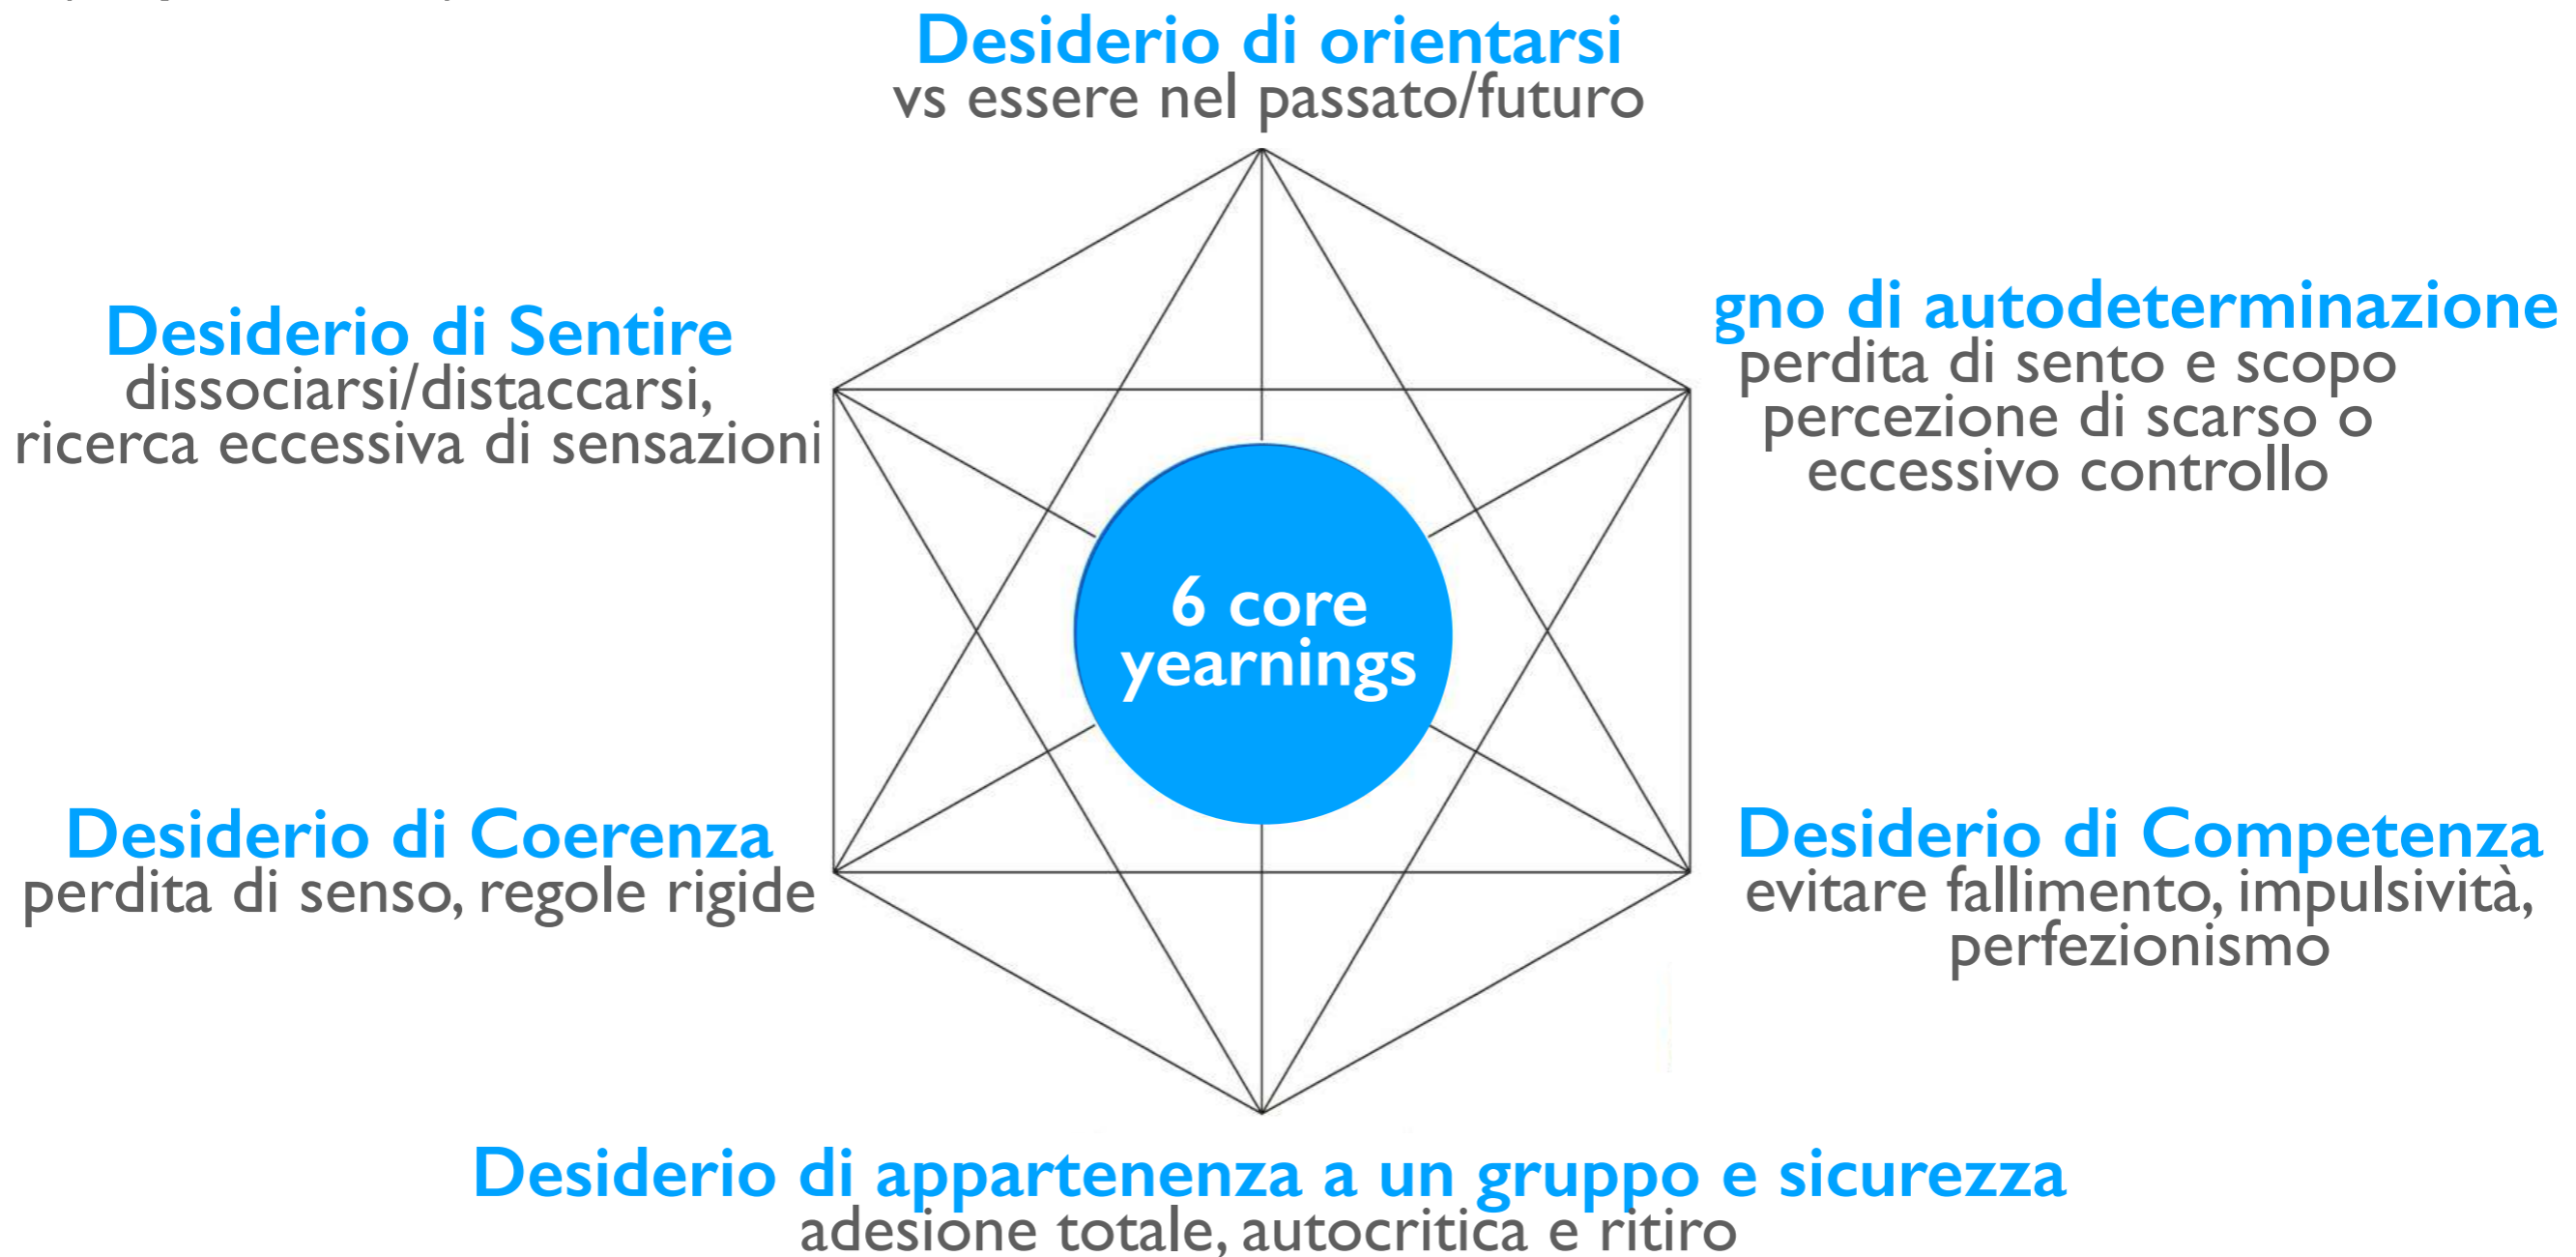 Desiderio di orientarsi
vs essere nel passato/futuro
Desiderio di Sentire
dissociarsi/distaccarsi,
ricerca eccessiva di sensazioni
gno di autodeterminazione
perdita di sento e scopo
percezione di scarso o
eccessivo controllo
6 core
yearnings
Desiderio di Coerenza
perdita di senso, regole rigide
Desiderio di Competenza
evitare fallimento, impulsività,
perfezionismo
Desiderio di appartenenza a un gruppo e sicurezza
adesione totale, autocritica e ritiro